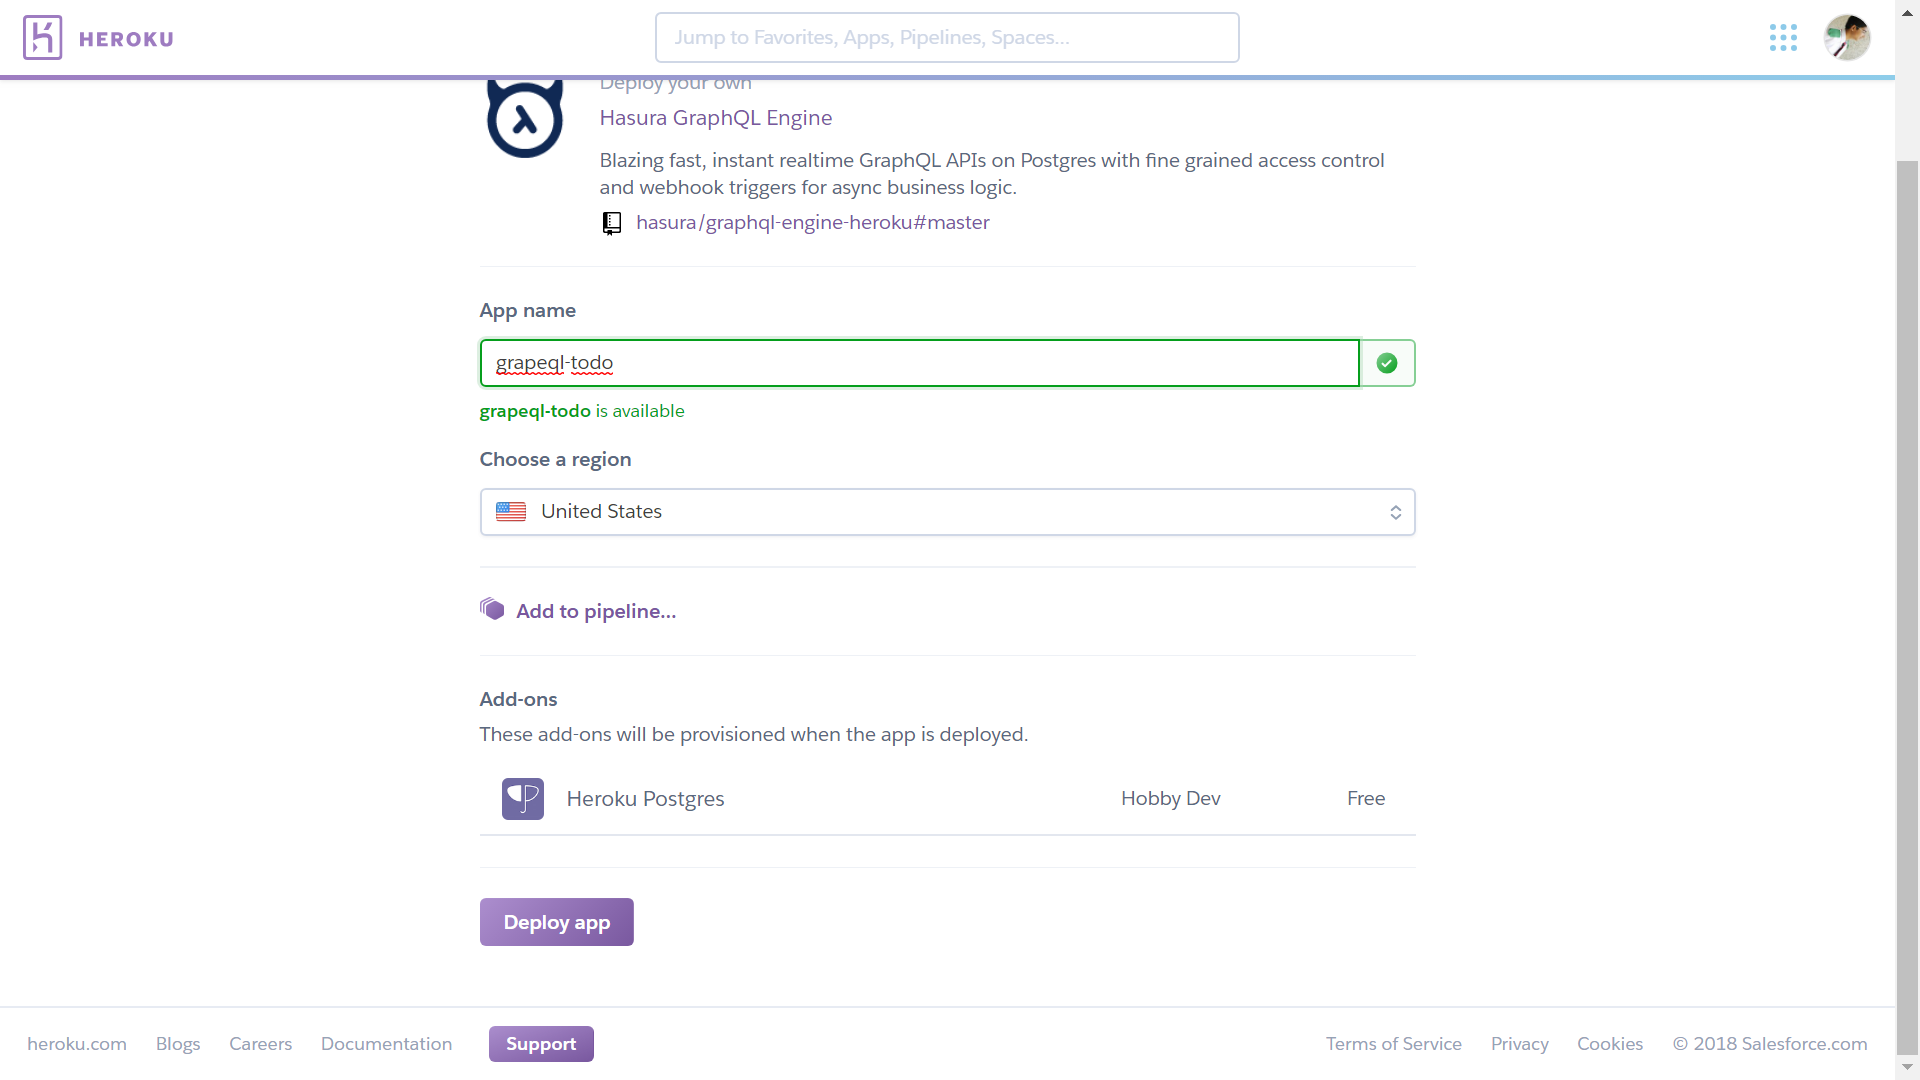 HEROKU
Jump to Favorites, Apps, Pipelines, Spaces...
Deploy your own
Hasura GraphQL Engine
Blazing fast, instant realtime GraphQL APIs on Postgres with fine grained access control
and webhook triggers for async business logic.
hasura/graphql-engine-heroku#master
App name
grapeql-todo
grapeql-todo is available
Choose a region
United States
Add to pipeline...
Add-ons
These add-ons will be provisioned when the app is deployed.
Heroku Postgres Hobby Dev Free
Deploy app
heroku.com Blogs Careers Documentation Support Terms of Service Privacy Cookies © 2018 Salesforce.com